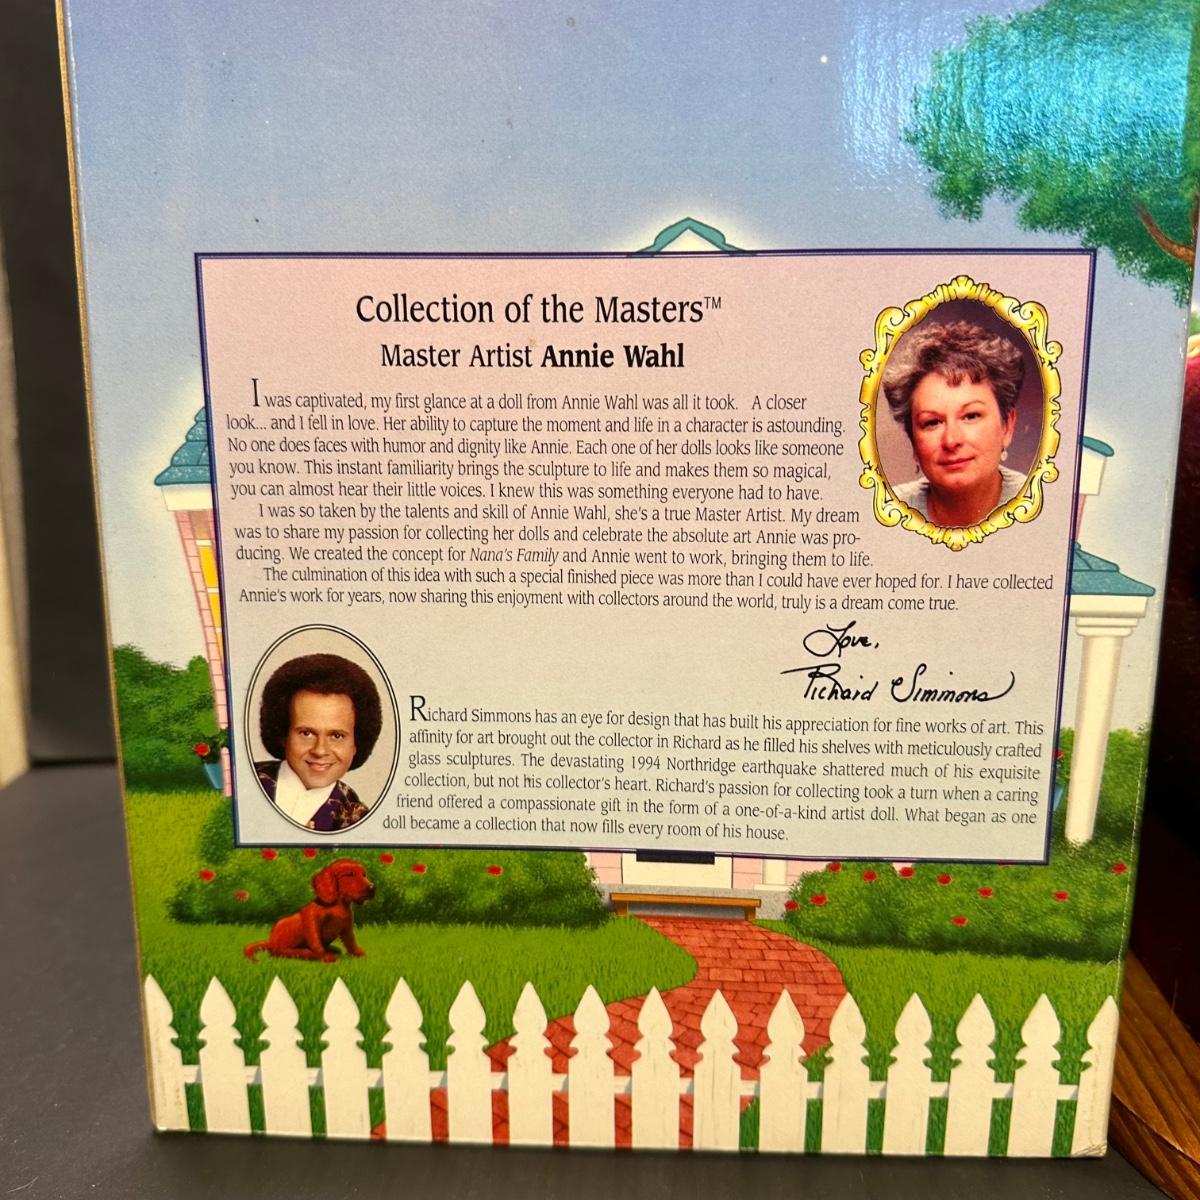 Collection of the Masters™
Master Artist Annie Wahl
I was captivated, my first glance at a doll from Annie Wahl was all it took. A closer
look... and I fell in love. Her ability to capture the moment and life in a character is astounding.
No one does faces with humor and dignity like Annie. Each one of her dolls looks like someone
you know. This instant familiarity brings the sculpture to life and makes them so magical,
you can almost hear their little voices. I knew this was something everyone had to have.
I was so taken by the talents and skill of Annie Wahl, she's a true Master Artist. My dream
was to share my passion for collecting her dolls and celebrate the absolute art Annie was pro-
ducing. We created the concept for Nana's Family and Annie went to work, bringing them to life.
The culmination of this idea with such a special finished piece was more than I could have ever hoped for. I have collected
Annie's work for years, now sharing this enjoyment with collectors around the world, truly is a dream come true.
Love,
Richard Simmons
Richard Simmons has an eye for design that has built his appreciation for fine works of art. This
affinity for art brought out the collector in Richard as he filled his shelves with meticulously crafted
glass sculptures. The devastating 1994 Northridge earthquake shattered much of his exquisite
collection, but not his collector's heart. Richard's passion for collecting took a turn when a caring
friend offered a compassionate gift in the form of a one-of-a-kind artist doll. What began as one
doll became a collection that now fills every room of his house.